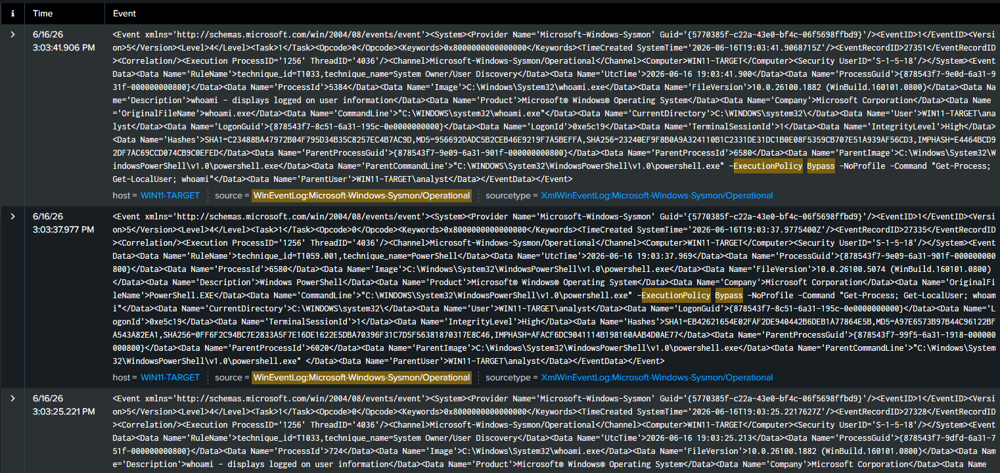 i Time Event
6/16/26
3:03:41.906 PM
<Event xmlns='http://schemas.microsoft.com/win/2004/08/events/event'><System><Provider Name='Microsoft-Windows-Sysmon' Guid='{5770385f-c22a-43e0-bf4c-06f5698ffbd9}'/><EventID>1</EventID><Versi
on>5</Version><Level>4</Level><Task>1</Task><Opcode>0</Opcode><Keywords>0x8000000000000000</Keywords><TimeCreated SystemTime='2026-06-16T19:03:41.9068715Z'/><EventRecordID>27351</EventRecordID
><Correlation/><Execution ProcessID='1256' ThreadID='4036'/><Channel>Microsoft-Windows-Sysmon/Operational</Channel><Computer>WIN11-TARGET</Computer><Security UserID='S-1-5-18'/></System><Event
Data><Data Name='RuleName'>technique_id=T1033,technique_name=System Owner/User Discovery</Data><Data Name='UtcTime'>2026-06-16 19:03:41.900</Data><Data Name='ProcessGuid'>{878543f7-9e0d-6a31-9
31f-000000000800}</Data><Data Name='ProcessId'>5384</Data><Data Name='Image'>C:\Windows\System32\whoami.exe</Data><Data Name='FileVersion'>10.0.26100.1882 (WinBuild.160101.0800)</Data><Data Na
me='Description'>whoami - displays logged on user information</Data><Data Name='Product'>Microsoft® Windows® Operating System</Data><Data Name='Company'>Microsoft Corporation</Data><Data Name
='OriginalFileName'>whoami.exe</Data><Data Name='CommandLine'>"C:\WINDOWS\system32\whoami.exe"</Data><Data Name='CurrentDirectory'>C:\WINDOWS\system32\</Data><Data Name='User'>WIN11-TARGET\ana
lyst</Data><Data Name='LogonGuid'>{878543f7-8c51-6a31-195c-0e0000000000}</Data><Data Name='LogonId'>0xe5c19</Data><Data Name='TerminalSessionId'>1</Data><Data Name='IntegrityLevel'>High</Data>
<Data Name='Hashes'>SHA1=C23488BA47972B04F795D34B35C8257EC4B7AC9D,MD5=956692DADC5B2CEB46E9219F7A5BEFFA,SHA256=23240EF9F8B0A9A324110B1C2331DE31DC1B0E08F5359CB707E51A939AF56CD3,IMPHASH=E4464BCD9
2DF7AC69CCD074CB9C0EFED</Data><Data Name='ParentProcessGuid'>{878543f7-9e09-6a31-901f-000000000800}</Data><Data Name='ParentProcessId'>6580</Data><Data Name='ParentImage'>C:\Windows\System32\W
indowsPowerShell\v1.0\powershell.exe</Data><Data Name='ParentCommandLine'>"C:\WINDOWS\System32\WindowsPowerShell\v1.0\powershell.exe" -ExecutionPolicy Bypass -NoProfile -Command "Get-Process;
Get-LocalUser; whoami"</Data><Data Name='ParentUser'>WIN11-TARGET\analyst</Data></EventData></Event>
host = WIN11-TARGET source = WinEventLog:Microsoft-Windows-Sysmon/Operational sourcetype = XmlWinEventLog:Microsoft-Windows-Sysmon/Operational
6/16/26
3:03:37.977 PM
<Event xmlns='http://schemas.microsoft.com/win/2004/08/events/event'><System><Provider Name='Microsoft-Windows-Sysmon' Guid='{5770385f-c22a-43e0-bf4c-06f5698ffbd9}'/><EventID>1</EventID><Versi
on>5</Version><Level>4</Level><Task>1</Task><Opcode>0</Opcode><Keywords>0x8000000000000000</Keywords><TimeCreated SystemTime='2026-06-16T19:03:37.9775400Z'/><EventRecordID>27335</EventRecordID
><Correlation/><Execution ProcessID='1256' ThreadID='4036'/><Channel>Microsoft-Windows-Sysmon/Operational</Channel><Computer>WIN11-TARGET</Computer><Security UserID='S-1-5-18'/></System><Event
Data><Data Name='RuleName'>technique_id=T1059.001,technique_name=PowerShell</Data><Data Name='UtcTime'>2026-06-16 19:03:37.969</Data><Data Name='ProcessGuid'>{878543f7-9e09-6a31-901f-000000000
800}</Data><Data Name='ProcessId'>6580</Data><Data Name='Image'>C:\Windows\System32\WindowsPowerShell\v1.0\powershell.exe</Data><Data Name='FileVersion'>10.0.26100.5074 (WinBuild.160101.0800)
</Data><Data Name='Description'>Windows PowerShell</Data><Data Name='Product'>Microsoft® Windows® Operating System</Data><Data Name='Company'>Microsoft Corporation</Data><Data Name='OriginalFi
leName'>PowerShell.EXE</Data><Data Name='CommandLine'>"C:\WINDOWS\System32\WindowsPowerShell\v1.0\powershell.exe" -ExecutionPolicy Bypass -NoProfile -Command "Get-Process; Get-LocalUser; whoam
i"</Data><Data Name='CurrentDirectory'>C:\WINDOWS\system32\</Data><Data Name='User'>WIN11-TARGET\analyst</Data><Data Name='LogonGuid'>{878543f7-8c51-6a31-195c-0e0000000000}</Data><Data Name='L
ogonId'>0xe5c19</Data><Data Name='TerminalSessionId'>1</Data><Data Name='IntegrityLevel'>High</Data><Data Name='Hashes'>SHA1=EB42621654E02FAF2DE940442B6DEB1A77864E5B,MD5=A97E6573B97B44C96122BF
A543A82EA1,SHA256=0FF6F2C94BC7E2833A5F7E16DE1622E5DBA70396F31C7D5F56381870317E8C46,IMPHASH=AFACF6DC9041114B198160AAB4D0AE77</Data><Data Name='ParentProcessGuid'>{878543f7-99f5-6a31-1918-000000
000800}</Data><Data Name='ParentProcessId'>6020</Data><Data Name='ParentImage'>C:\Windows\System32\WindowsPowerShell\v1.0\powershell.exe</Data><Data Name='ParentCommandLine'>"C:\WINDOWS\System
32\WindowsPowerShell\v1.0\powershell.exe" </Data><Data Name='ParentUser'>WIN11-TARGET\analyst</Data></EventData></Event>
host = WIN11-TARGET source = WinEventLog:Microsoft-Windows-Sysmon/Operational sourcetype = XmlWinEventLog:Microsoft-Windows-Sysmon/Operational
6/16/26
3:03:25.221 PM
<Event xmlns='http://schemas.microsoft.com/win/2004/08/events/event'><System><Provider Name='Microsoft-Windows-Sysmon' Guid='{5770385f-c22a-43e0-bf4c-06f5698ffbd9}'/><EventID>1</EventID><Versi
on>5</Version><Level>4</Level><Task>1</Task><Opcode>0</Opcode><Keywords>0x8000000000000000</Keywords><TimeCreated SystemTime='2026-06-16T19:03:25.2217627Z'/><EventRecordID>27328</EventRecordID
><Correlation/><Execution ProcessID='1256' ThreadID='4036'/><Channel>Microsoft-Windows-Sysmon/Operational</Channel><Computer>WIN11-TARGET</Computer><Security UserID='S-1-5-18'/></System><Event
Data><Data Name='RuleName'>technique_id=T1033,technique_name=System Owner/User Discovery</Data><Data Name='UtcTime'>2026-06-16 19:03:25.213</Data><Data Name='ProcessGuid'>{878543f7-9dfd-6a31-7
51f-000000000800}</Data><Data Name='ProcessId'>724</Data><Data Name='Image'>C:\Windows\System32\whoami.exe</Data><Data Name='FileVersion'>10.0.26100.1882 (WinBuild.160101.0800)</Data><Data Nam
e='Description'>whoami - displays logged on user information</Data><Data Name='Product'>Microsoft® Windows® Operating System</Data><Data Name='Company'>Microsoft Corporation</Data><Data Name